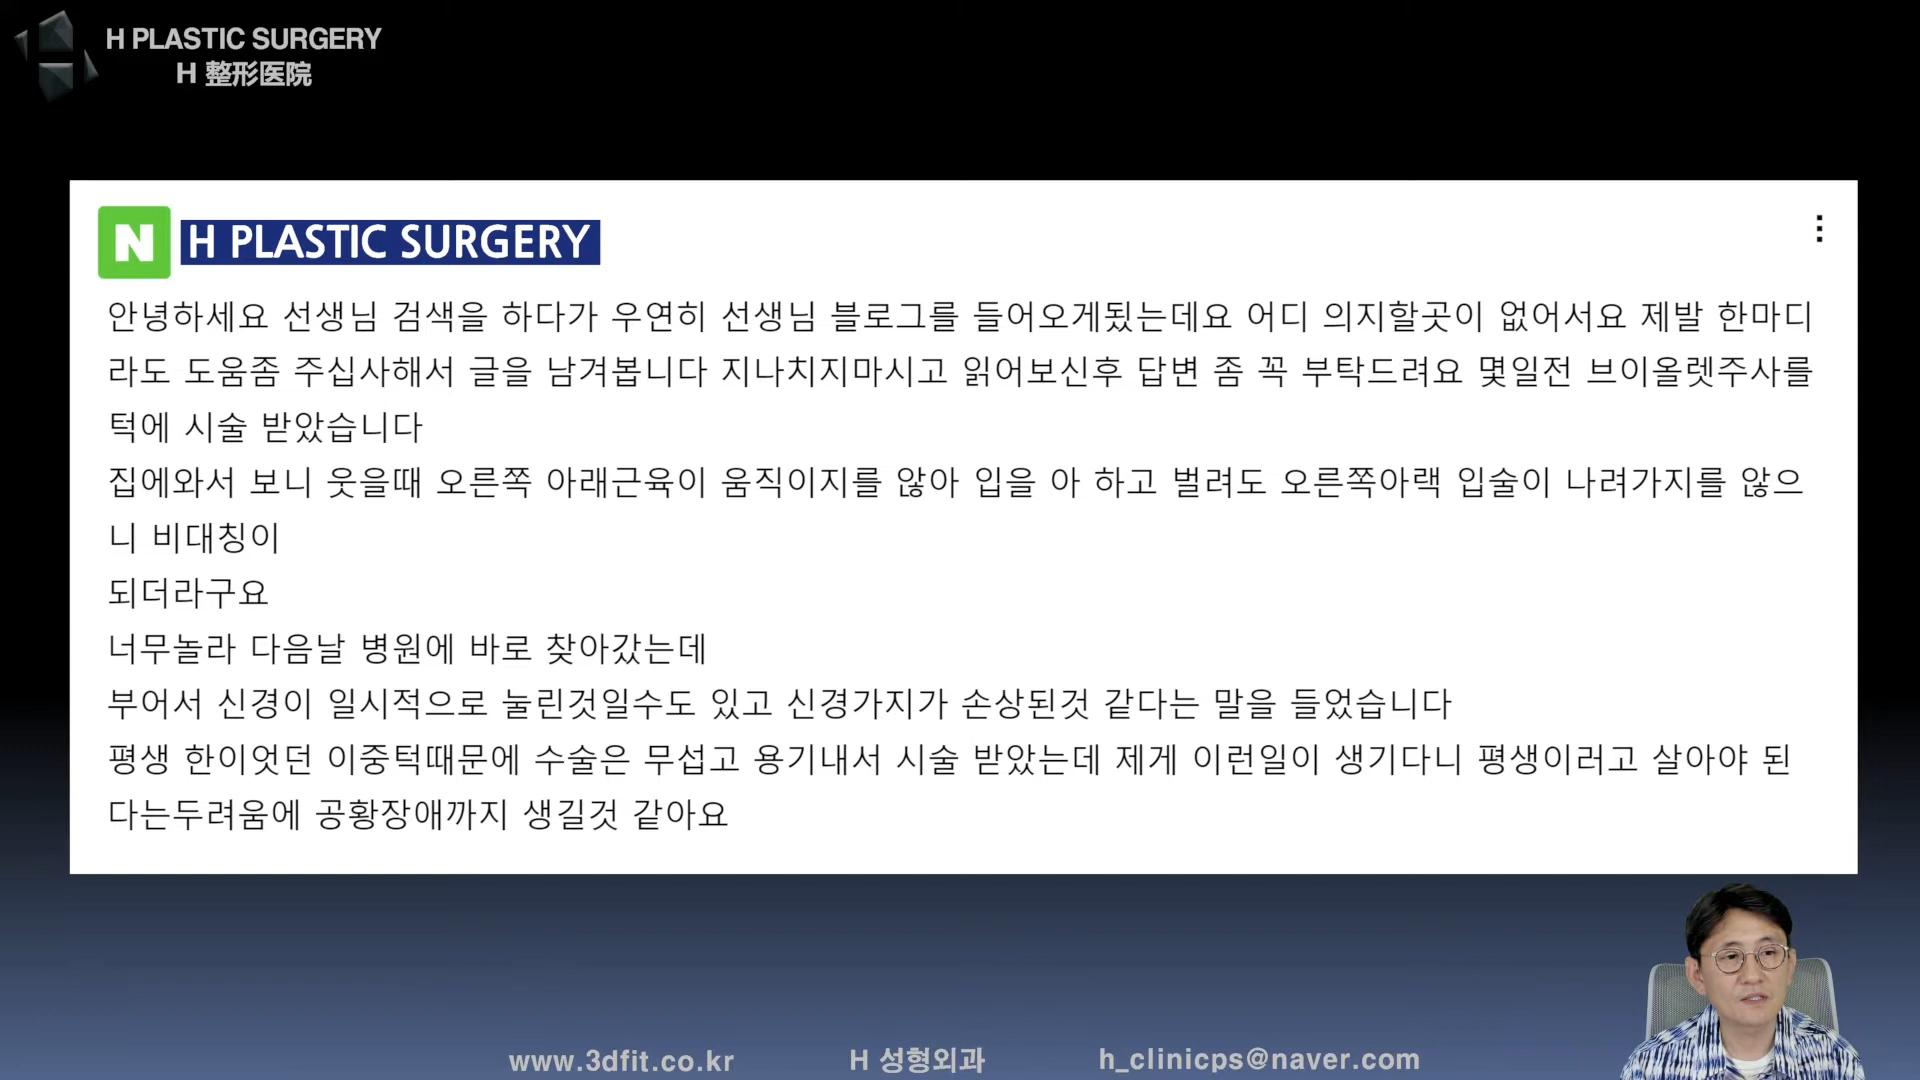 H PLASTIC SURGERY
H 整形医院
N H PLASTIC SURGERY
안녕하세요 선생님 검색을 하다가 우연히 선생님 블로그를 들어오게됬는데요 어디 의지할곳이 없어서요 제발 한마디
라도 도움좀 주십사해서 글을 남겨봅니다 지나치지마시고 읽어보신후 답변 좀 꼭 부탁드려요 몇일전 브이올렛주사를
턱에 시술 받았습니다
집에와서 보니 웃을때 오른쪽 아래근육이 움직이지를 않아 입을 아 하고 벌려도 오른쪽아랙 입술이 나려가지를 않으
니 비대칭이
되더라구요
너무놀라 다음날 병원에 바로 찾아갔는데
부어서 신경이 일시적으로 눌린것일수도 있고 신경가지가 손상된것 같다는 말을 들었습니다
평생 한이엇던 이중턱때문에 수술은 무섭고 용기내서 시술 받았는데 제게 이런일이 생기다니 평생이러고 살아야 된
다는두려움에 공황장애까지 생길것 같아요
www.3dfit.co.kr H 성형외과 h_clinicps@naver.com